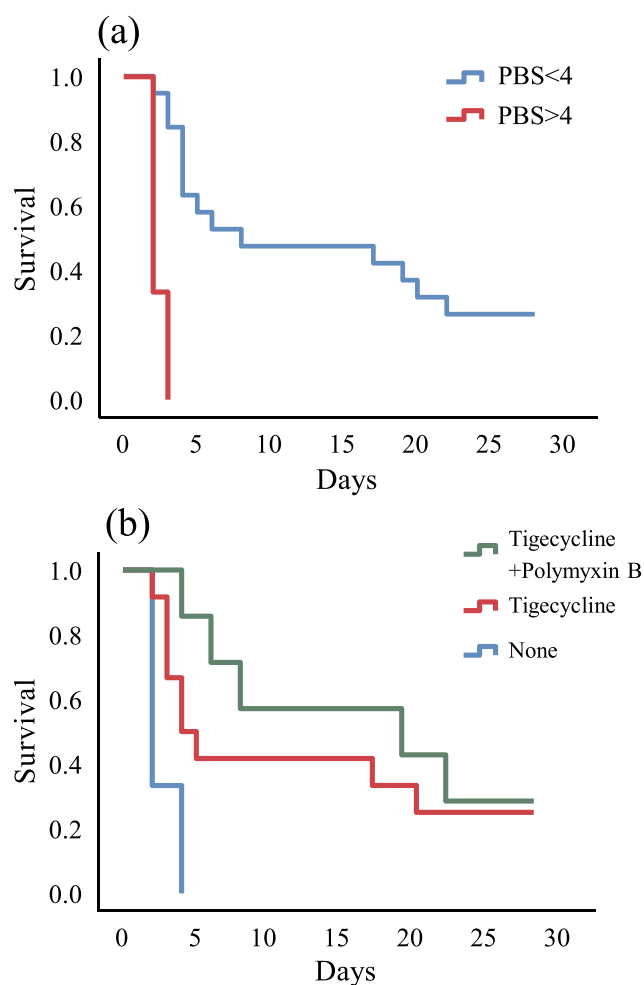 (a)
PBS<4
PBS>4
Survival
1.0
0.8
0.6
0.4
0.2
0.0
0 5 10 15 20 25 30
Days
(b)
Tigecycline
+Polymyxin B
Tigecycline
None
Survival
1.0
0.8
0.6
0.4
0.2
0.0
0 5 10 15 20 25 30
Days